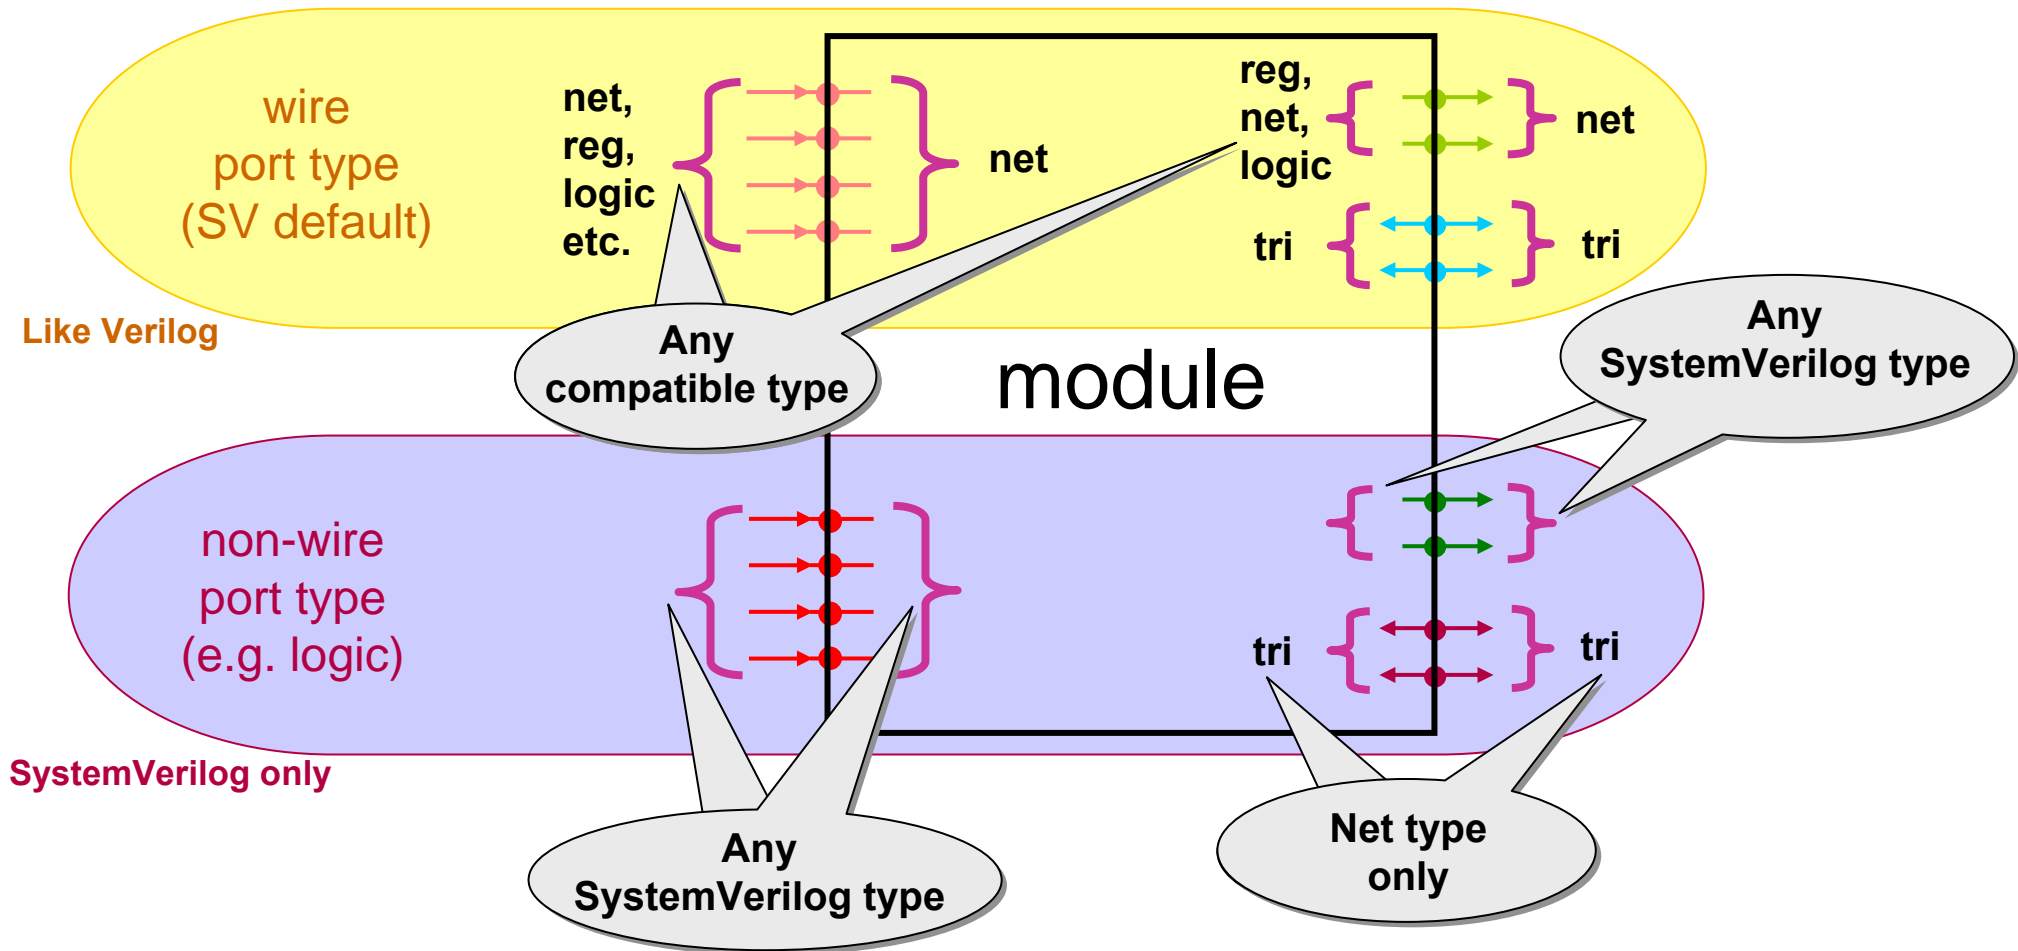 wire
port type
(SV default)
Like Verilog
net,
reg,
logic
etc.
net
reg,
net,
logic
net
tri
tri
Any
compatible type
module
Any
SystemVerilog type
non-wire
port type
(e.g. logic)
SystemVerilog only
tri
tri
Any
SystemVerilog type
Net type
only